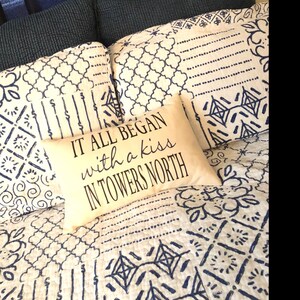 IT ALL BEGAN
with a kiss
IN TOWERS NORTH